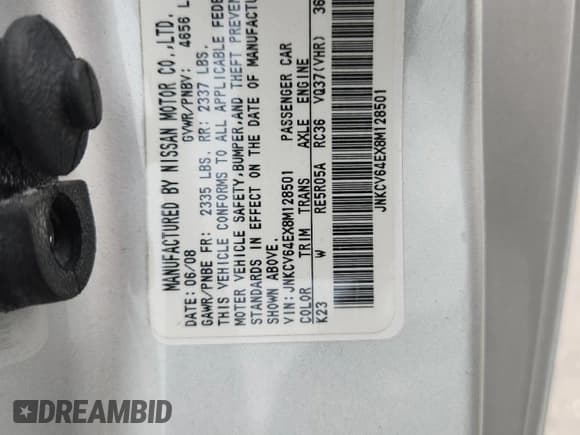 MANUFACTURED BY NISSAN MOTOR CO.,LTD.
DATE: 06/08 GVWR/PNBV: 4656 L
GAWR/PNBE FR: 2335 LBS. RR: 2337 LBS.
THIS VEHICLE CONFORMS TO ALL APPLICABLE FEDE
MOTER VEHICLE SAFETY,BUMPER,AND THEFT PREVEN
STANDARDS IN EFFECT ON THE DATE OF MANUFACTU
SHOWN ABOVE.
VIN: JNKCV64EX8M128501 PASSENGER CAR
COLOR TRIM TRANS AXLE ENGINE
K23 W RE5R05A RC36 VQ37(VHR) 36
JNKCV64EX8M128501
DREAMBID